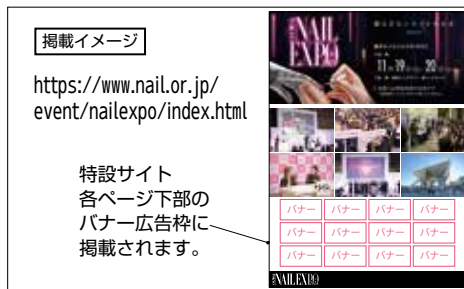 掲載イメージ
https://www.nail.or.jp/
event/nailexpo/index.html
特設サイト
各ページ下部の
バナー広告枠に
掲載されます。
NAIL
EXPO
11 19 20
バナー バナー バナー バナー
バナー バナー バナー バナー
バナー バナー バナー バナー
NAILEXPO